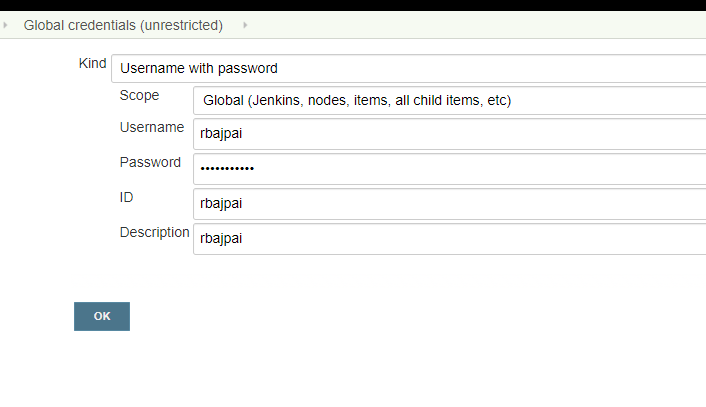 Global credentials (unrestricted)
Kind Username with password
Scope Global (Jenkins, nodes, items, all child items, etc)
Username rbajpai
Password •••••••••••
ID rbajpai
Description rbajpai
OK